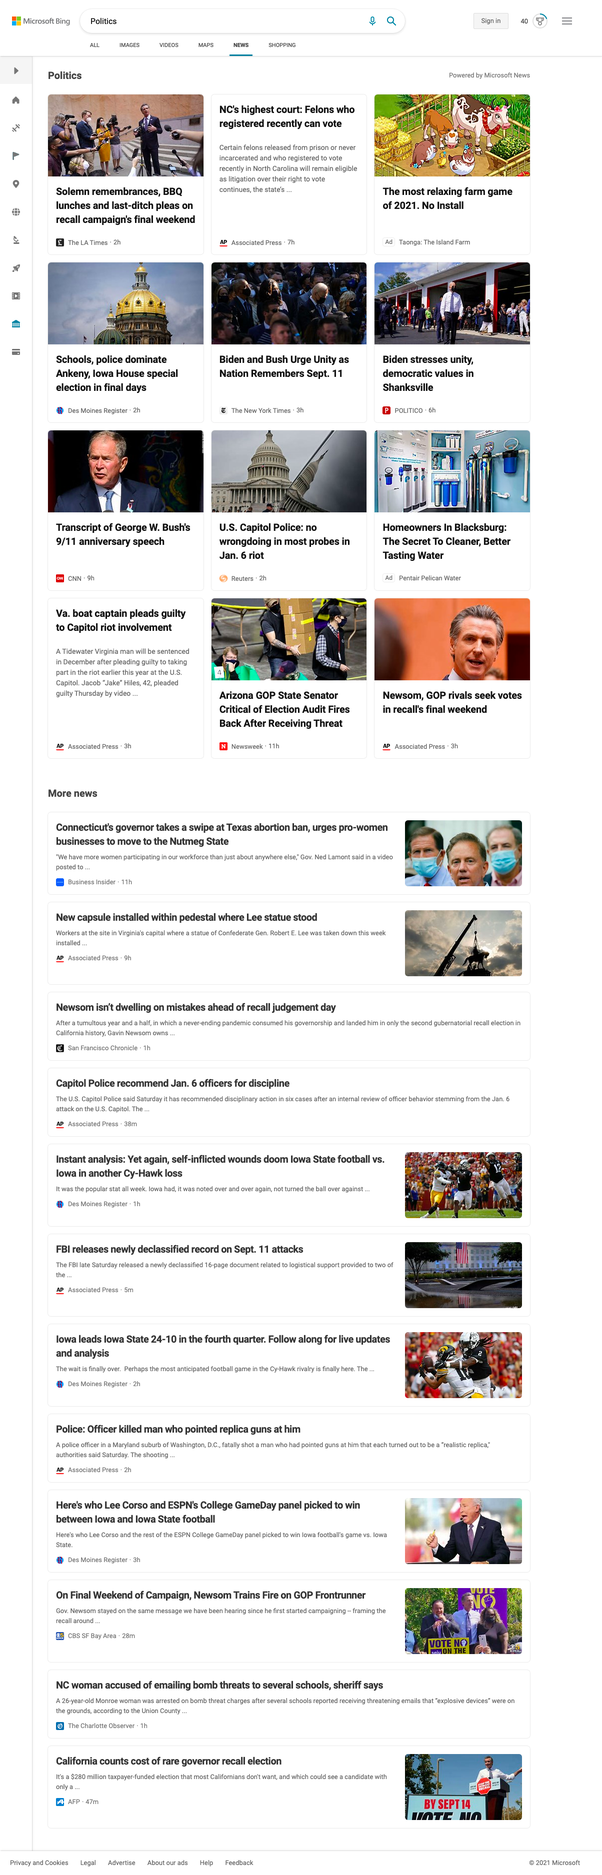 Microsoft Bing
Politics
Sign in
40
ALL
IMAGES
VIDEOS
MAPS
NEWS
SHOPPING
Politics
Powered by Microsoft News
Solemn remembrances, BBQ
lunches and last-ditch pleas on
recall campaign's final weekend
The LA Times · 2h
NC's highest court: Felons who
registered recently can vote
Certain felons released from prison or never
incarcerated and who registered to vote
recently in North Carolina will remain eligible
as litigation over their right to vote
continues, the state's ...
AP Associated Press · 7h
The most relaxing farm game
of 2021. No Install
Ad Taonga: The Island Farm
Schools, police dominate
Ankeny, Iowa House special
election in final days
Des Moines Register · 2h
Biden and Bush Urge Unity as
Nation Remembers Sept. 11
The New York Times · 3h
Biden stresses unity,
democratic values in
Shanksville
POLITICO · 6h
Transcript of George W. Bush's
9/11 anniversary speech
CNN · 9h
U.S. Capitol Police: no
wrongdoing in most probes in
Jan. 6 riot
Reuters · 2h
Homeowners In Blacksburg:
The Secret To Cleaner, Better
Tasting Water
Ad Pentair Pelican Water
Va. boat captain pleads guilty
to Capitol riot involvement
A Tidewater Virginia man will be sentenced
in December after pleading guilty to taking
part in the riot earlier this year at the U.S.
Capitol. Jacob "Jake" Hiles, 42, pleaded
guilty Thursday by video ...
AP Associated Press · 3h
4
Arizona GOP State Senator
Critical of Election Audit Fires
Back After Receiving Threat
N Newsweek · 11h
Newsom, GOP rivals seek votes
in recall's final weekend
AP Associated Press · 3h
More news
Connecticut's governor takes a swipe at Texas abortion ban, urges pro-women
businesses to move to the Nutmeg State
"We have more women participating in our workforce than just about anywhere else," Gov. Ned Lamont said in a video
posted to ...
Business Insider · 11h
New capsule installed within pedestal where Lee statue stood
Workers at the site in Virginia's capital where a statue of Confederate Gen. Robert E. Lee was taken down this week
installed ...
AP Associated Press · 9h
Newsom isn't dwelling on mistakes ahead of recall judgement day
After a tumultous year and a half, in which a never-ending pandemic consumed his governorship and landed him in only the second gubernatorial recall election in
California history, Gavin Newsom owns ...
San Francisco Chronicle · 1h
Capitol Police recommend Jan. 6 officers for discipline
The U.S. Capitol Police said Saturday it has recommended disciplinary action in six cases after an internal review of officer behavior stemming from the Jan. 6
attack on the U.S. Capitol. The ...
AP Associated Press · 38m
Instant analysis: Yet again, self-inflicted wounds doom Iowa State football vs.
Iowa in another Cy-Hawk loss
It was the popular stat all week. Iowa had, it was noted over and over again, not turned the ball over against ...
Des Moines Register · 1h
FBI releases newly declassified record on Sept. 11 attacks
The FBI late Saturday released a newly declassified 16-page document related to logistical support provided to two of
the ...
AP Associated Press · 5m
Iowa leads Iowa State 24-10 in the fourth quarter. Follow along for live updates
and analysis
The wait is finally over. Perhaps the most anticipated football game in the Cy-Hawk rivalry is finally here. The ...
Des Moines Register · 2h
Police: Officer killed man who pointed replica guns at him
A police officer in a Maryland suburb of Washington, D.C., fatally shot a man who had pointed guns at him that each turned out to be a "realistic replica,"
authorities said Saturday. The shooting ...
AP Associated Press · 2h
Here's who Lee Corso and ESPN's College GameDay panel picked to win
between Iowa and Iowa State football
Here's who Lee Corso and the rest of the ESPN College GameDay panel picked to win Iowa football's game vs. Iowa
State.
Des Moines Register · 3h
On Final Weekend of Campaign, Newsom Trains Fire on GOP Frontrunner
Gov. Newsom stayed on the same message we have been hearing since he first started campaigning – framing the
recall around ...
CBS SF Bay Area · 28m
VOTE
NO
VOTE NO
ON THE
NC woman accused of emailing bomb threats to several schools, sheriff says
A 26-year-old Monroe woman was arrested on bomb threat charges after several schools reported receiving threatening emails that "explosive devices" were on
the grounds, according to the Union County ...
The Charlotte Observer · 1h
California counts cost of rare governor recall election
It's a $280 million taxpayer-funded election that most Californians don't want, and which could see a candidate with
only a ...
AFP · 47m
BY SEPT 14
VOTE NO
Privacy and Cookies
Legal
Advertise
About our ads
Help
Feedback
© 2021 Microsoft